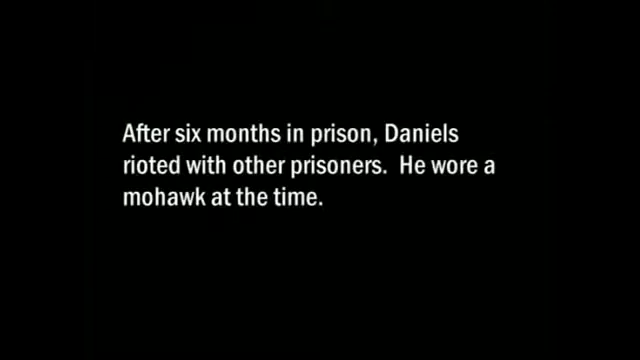 After six months in prison, Daniels
rioted with other prisoners.  He wore a
mohawk at the time.